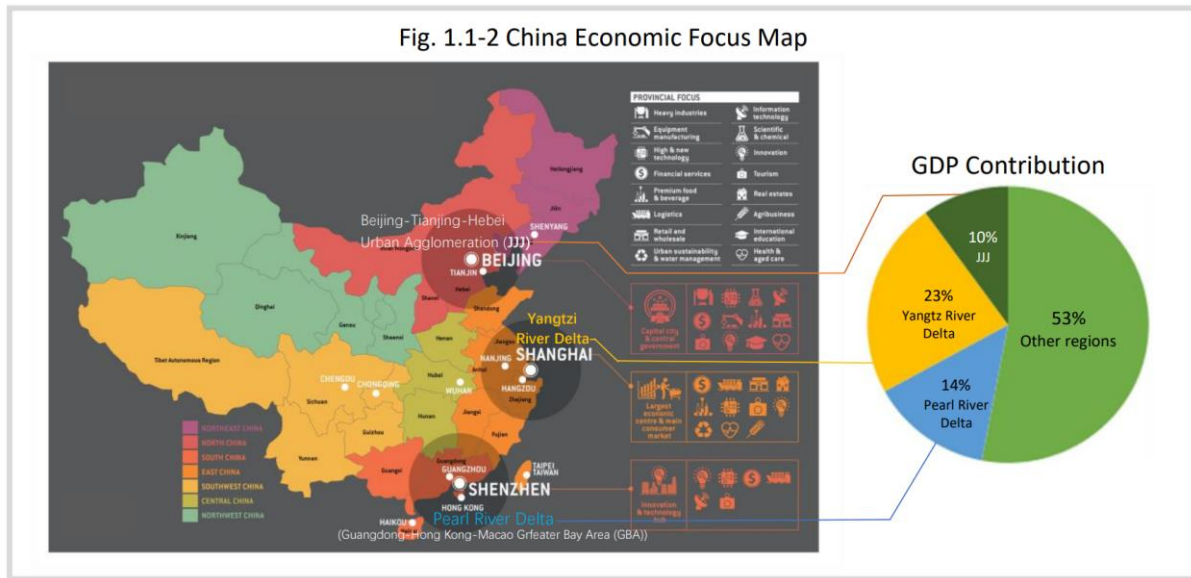 Fig. 1.1-2 China Economic Focus Map
PROVINCIAL FOCUS
Heavy industries
Information
technology
Equipment
manufacturing
Scientific
& chemical
High & new
technology
Innovation
Financial services
Tourism
Premium food
& beverage
Real estates
Logistics
Agribusiness
Retail and
wholesale
International
education
Urban sustainability
& water management
Health &
aged care
Heilongjiang
Jilin
SHENYANG
Beijing-Tianjing-Hebei
Urban Agglomeration (JJJ)
BEIJING
TIANJIN
Hebei
Shanxi
Shandong
Xinjiang
Qinghai
Gansu
Shaanxi
Tibet Autonomous Region
Henan
Jiangsu
Yangtzi
River Delta
NANJING
SHANGHAI
Anhui
HANGZOU
Zhejiang
CHENGDU
CHONGQING
Sichuan
Hubei
WUHAN
Hunan
Jiangxi
Fujian
Guizhou
Yunnan
Guangxi
Guangdong
GUANGZHOU
SHENZHEN
HONG KONG
TAIPEI
TAIWAN
HAIKOU
Pearl River Delta
(Guangdong-Hong Kong-Macao Grfeater Bay Area (GBA))
NORTHEAST CHINA
NORTH CHINA
SOUTH CHINA
EAST CHINA
SOUTHWEST CHINA
CENTRAL CHINA
NORTHWEST CHINA
Capital city
& central
government
Largest
economic
centre & main
consumer
market
Innovation
& technology
hub
GDP Contribution
10%
JJJ
23%
Yangtz River
Delta
53%
Other regions
14%
Pearl River
Delta